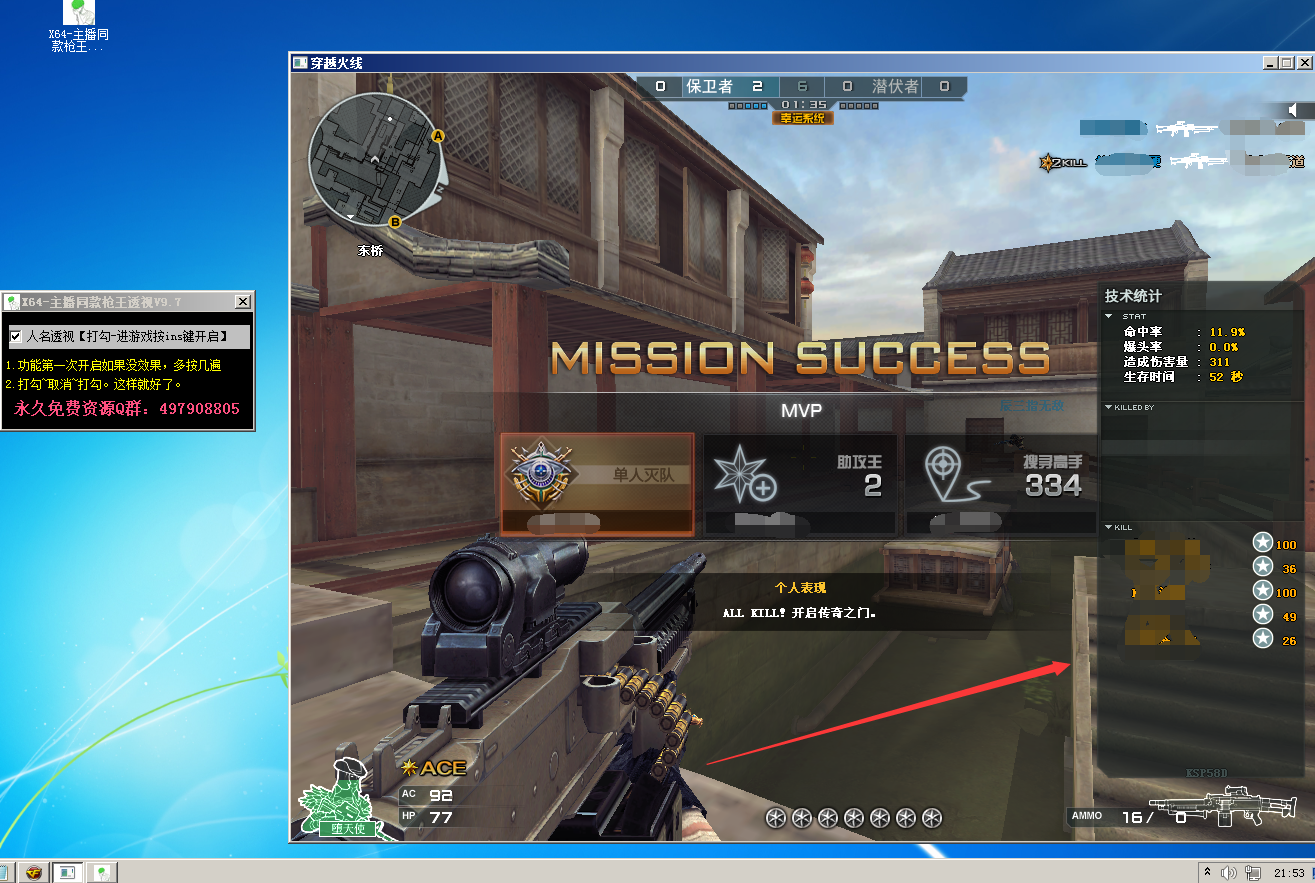 X64-主播同
款枪王...
穿越火线
0 保卫者 2 6 0 潜伏者 0
01:35
幸运系统
A
2KILL
道
N
B
东桥
X64-主播同款枪王透视V9.7
人名透视【打勾-进游戏按ins键开启】
1.功能第一次开启如果没效果，多按几遍
2.打勾~取消~打勾。这样就好了。
永久免费资源Q群：497908805
技术统计
STAT
命中率 : 11.9%
爆头率 : 0.0%
造成伤害量 : 311
生存时间 : 52 秒
MISSION SUCCESS
MVP
KILLED BY
单人灭队
助攻王
2
搜寻高手
334
KILL
100
36
100
49
26
个人表现
ALL KILL! 开启传奇之门。
ACE
AC 92
HP 77
堕天使
KSP58D
AMMO 16/ 0
21:53